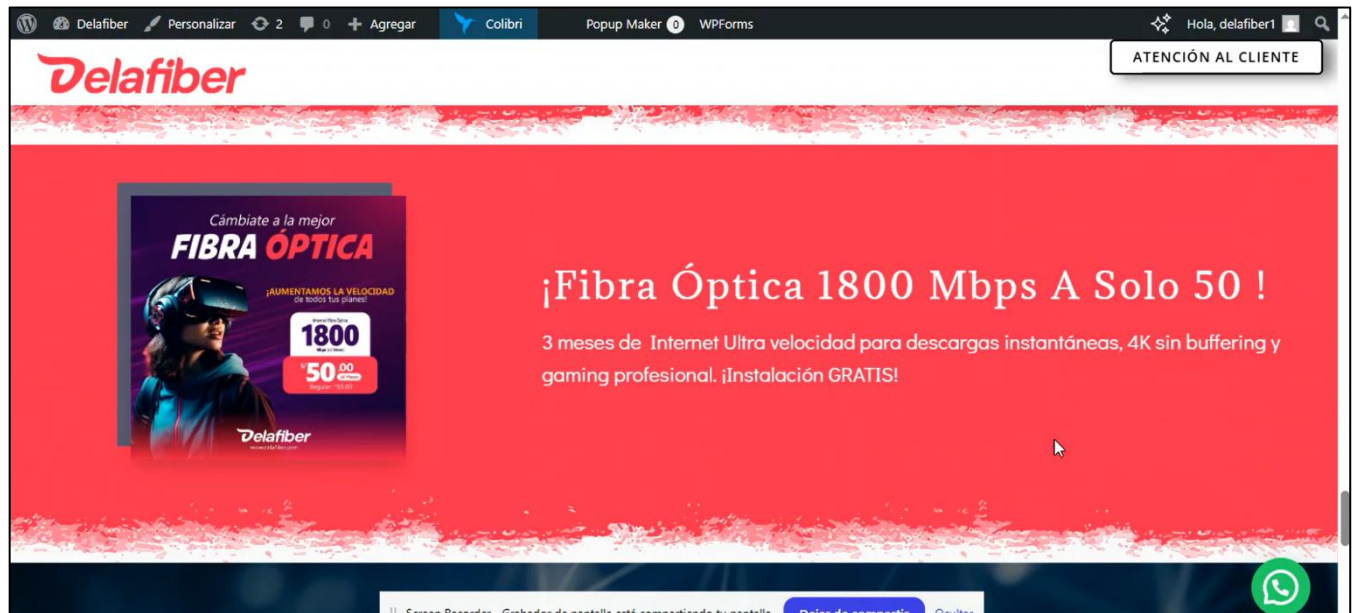 Delafiber Personalizar 2 0 Agregar Colibri Popup Maker 0 WPForms Hola, delafiber1
Delafiber
ATENCIÓN AL CLIENTE
Cámbiate a la mejor
FIBRA ÓPTICA
¡AUMENTAMOS LA VELOCIDAD
de todos tus planes!
1800
50.00
Delafiber
¡Fibra Óptica 1800 Mbps A Solo 50 !
3 meses de Internet Ultra velocidad para descargas instantáneas, 4K sin buffering y
gaming profesional. ¡Instalación GRATIS!
Screen Recorder - Grabador de pantalla está compartiendo tu pantalla. Dejar de compartir Ocultar